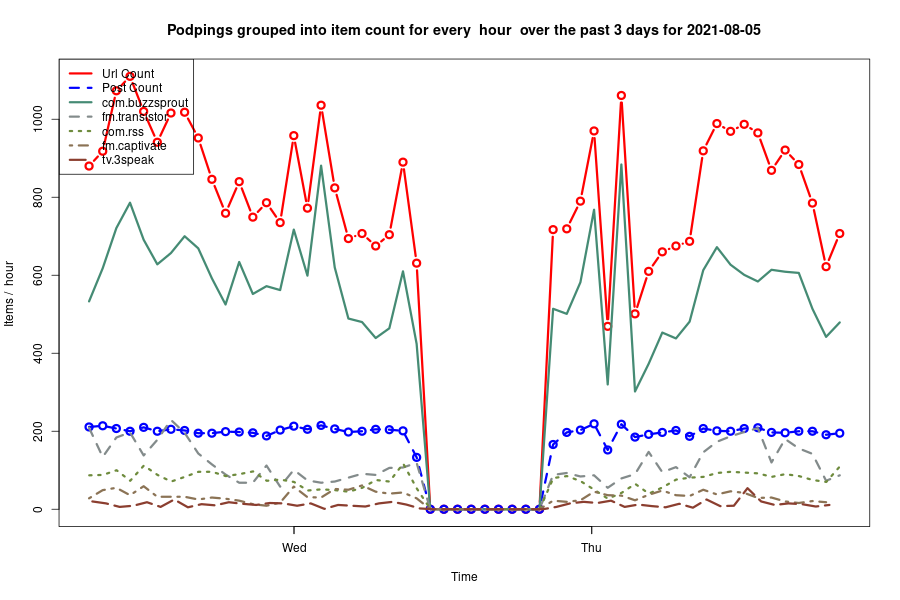 Podpings grouped into item count for every  hour  over the past 3 days for 2021-08-05
Url Count
Post Count
com.buzzsprout
fm.transistor
com.rss
fm.captivate
tv.3speak
Items /  hour
1000
800
600
400
200
0
Wed
Thu
Time